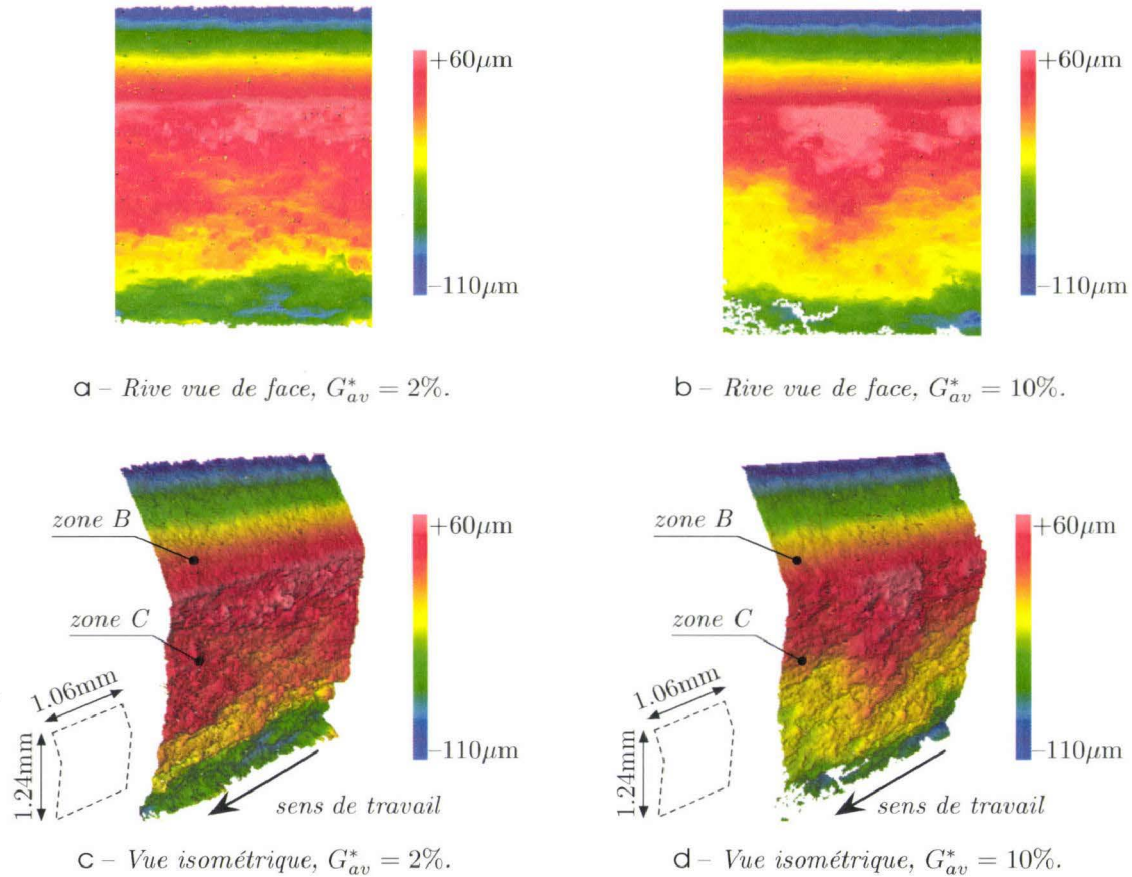 +60µm
–110µm
+60µm
–110µm
a – Rive vue de face, G*av = 2%.
b – Rive vue de face, G*av = 10%.
zone B
zone C
1.06mm
1.24mm
+60µm
–110µm
sens de travail
zone B
zone C
1.06mm
1.24mm
+60µm
–110µm
sens de travail
c – Vue isométrique, G*av = 2%.
d – Vue isométrique, G*av = 10%.